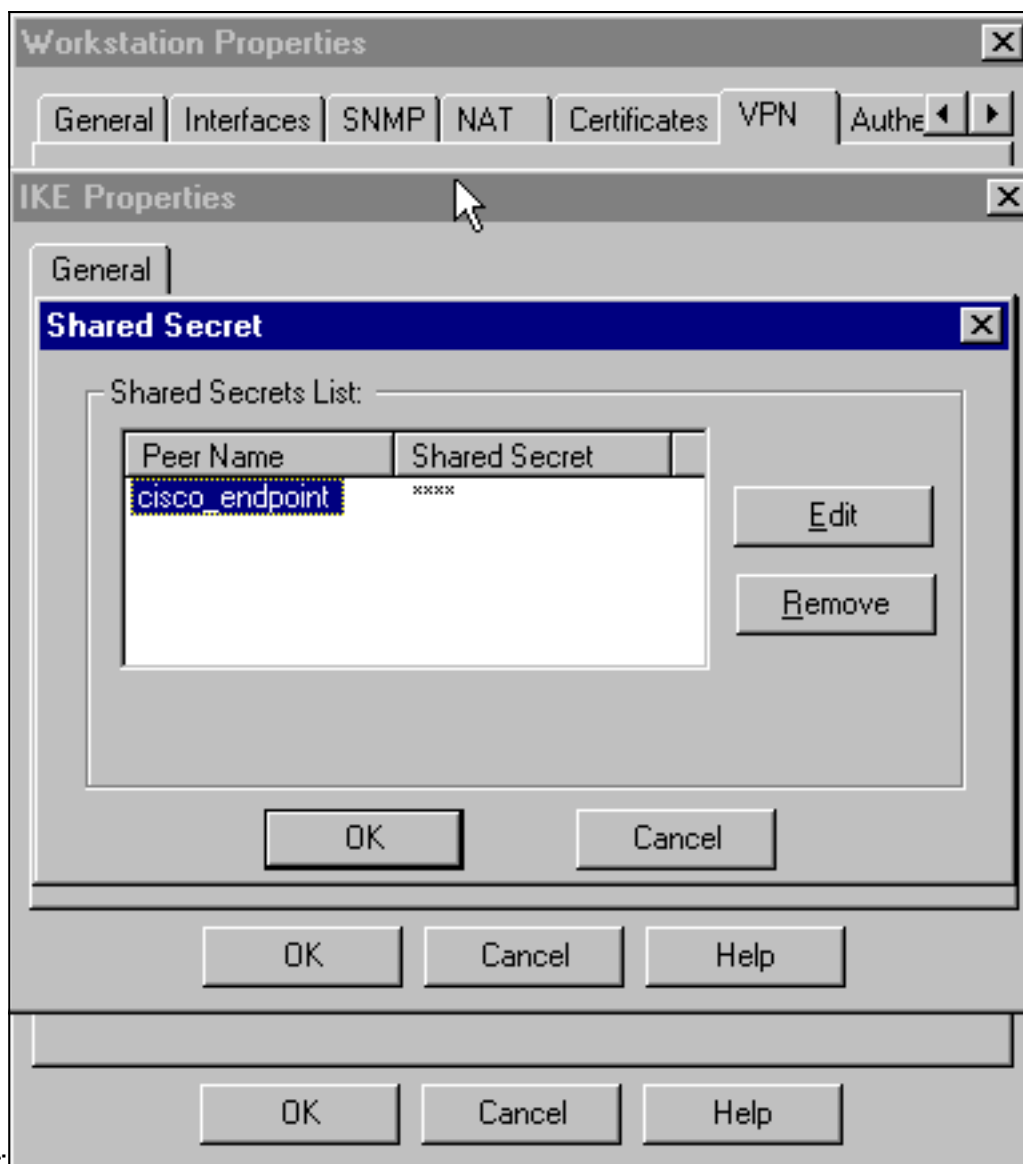 Workstation Properties
General Interfaces SNMP NAT Certificates VPN Authe
IKE Properties
General
Shared Secret
Shared Secrets List:
Peer Name Shared Secret
cisco_endpoint ****
Edit
Remove
OK Cancel
OK Cancel Help
OK Cancel Help